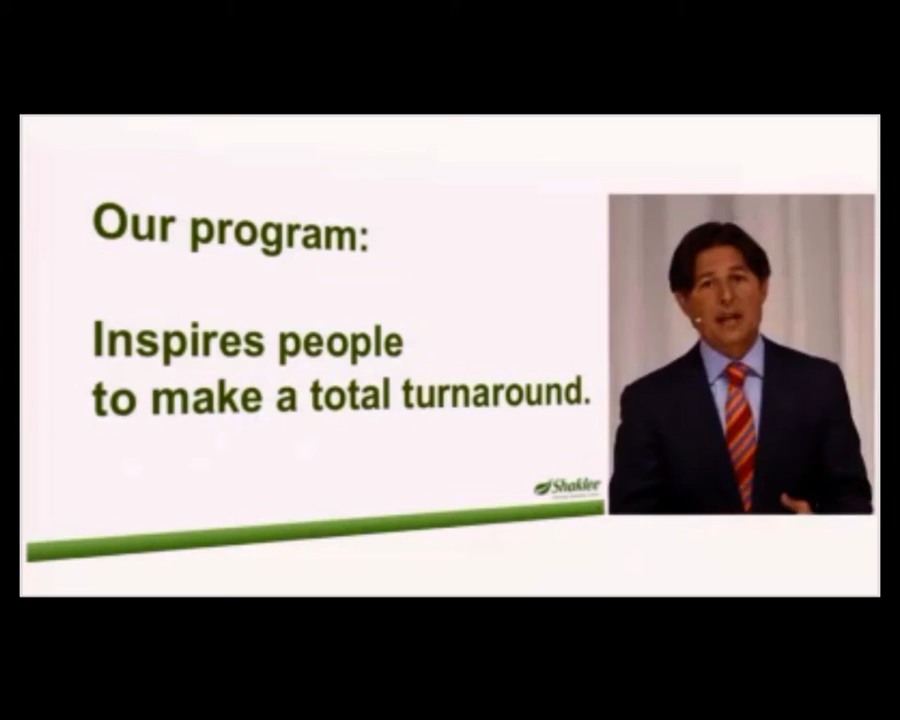 Our program:
Inspires people
to make a total turnaround.
Shaklee